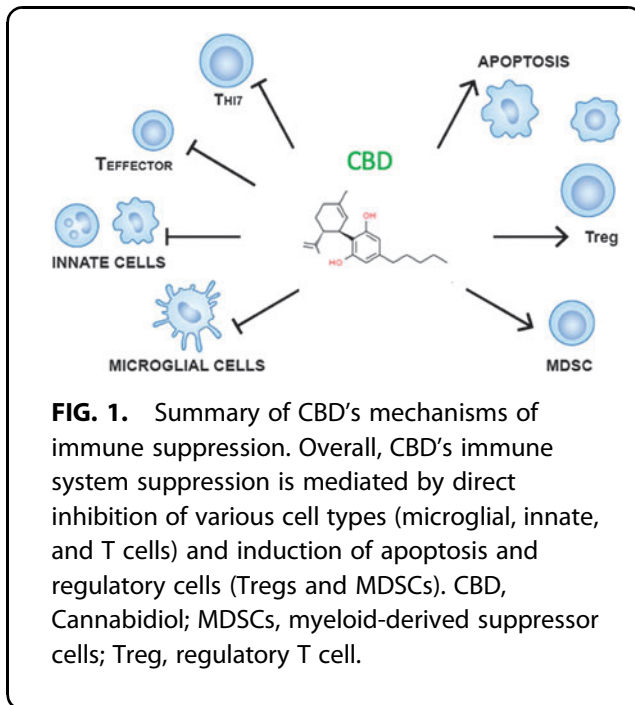 APOPTOSIS
TH17
CBD
TEFFECTOR
OH
Treg
INNATE CELLS
HO
MICROGLIAL CELLS
MDSC
FIG. 1. Summary of CBD's mechanisms of
immune suppression. Overall, CBD's immune
system suppression is mediated by direct
inhibition of various cell types (microglial, innate,
and T cells) and induction of apoptosis and
regulatory cells (Tregs and MDSCs). CBD,
Cannabidiol; MDSCs, myeloid-derived suppressor
cells; Treg, regulatory T cell.